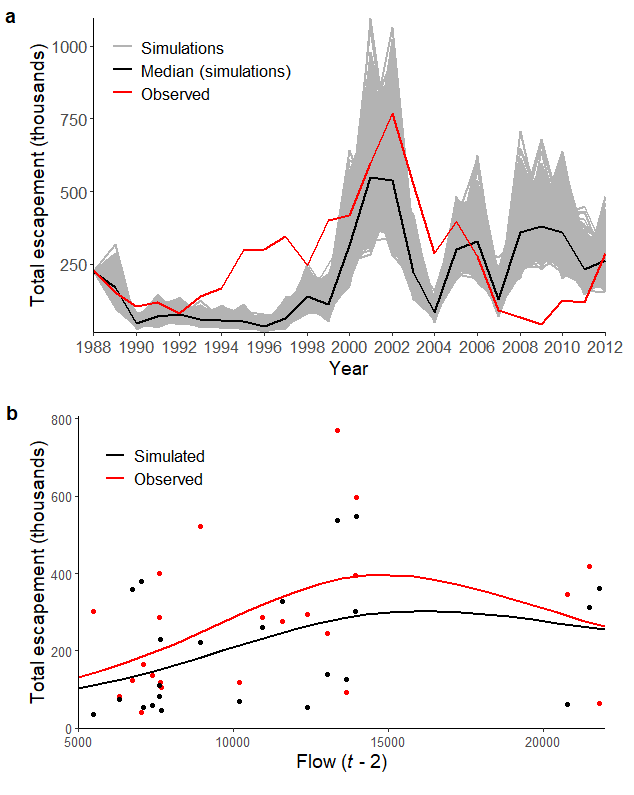 a
Total escapement (thousands)
1000
750
500
250
Simulations
Median (simulations)
Observed
1988 1990 1992 1994 1996 1998 2000 2002 2004 2006 2008 2010 2012
Year
b
Total escapement (thousands)
800
600
400
200
0
Simulated
Observed
5000 10000 15000 20000
Flow (t - 2)